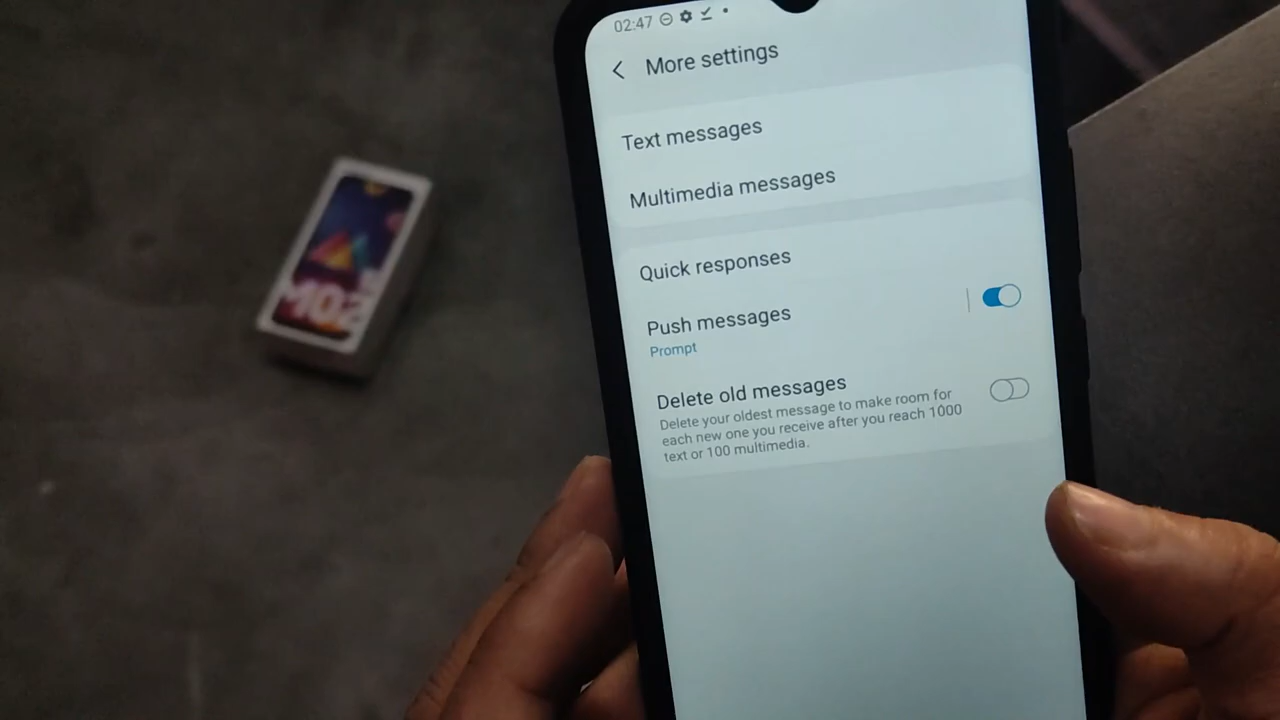 02:47
More settings
Text messages
Multimedia messages
Quick responses
Push messages
Prompt
Delete old messages
Delete your oldest message to make room for
each new one you receive after you reach 1000
text or 100 multimedia.